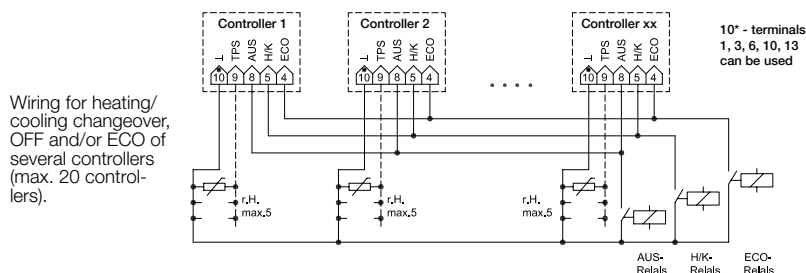 Controller 1
Controller 2
Controller xx
10* - terminals
1, 3, 6, 10, 13
can be used
⊥ TPS AUS H/K ECO
⊥ TPS AUS H/K ECO
⊥ TPS AUS H/K ECO
10 9 8 5 4
10 9 8 5 4
10 9 8 5 4
Wiring for heating/
cooling changeover,
OFF and/or ECO of
several controllers
(max. 20 control-
lers).
r.H.
max.5
r.H.
max.5
r.H.
max.5
AUS-
Relals
H/K-
Relals
ECO-
Relals